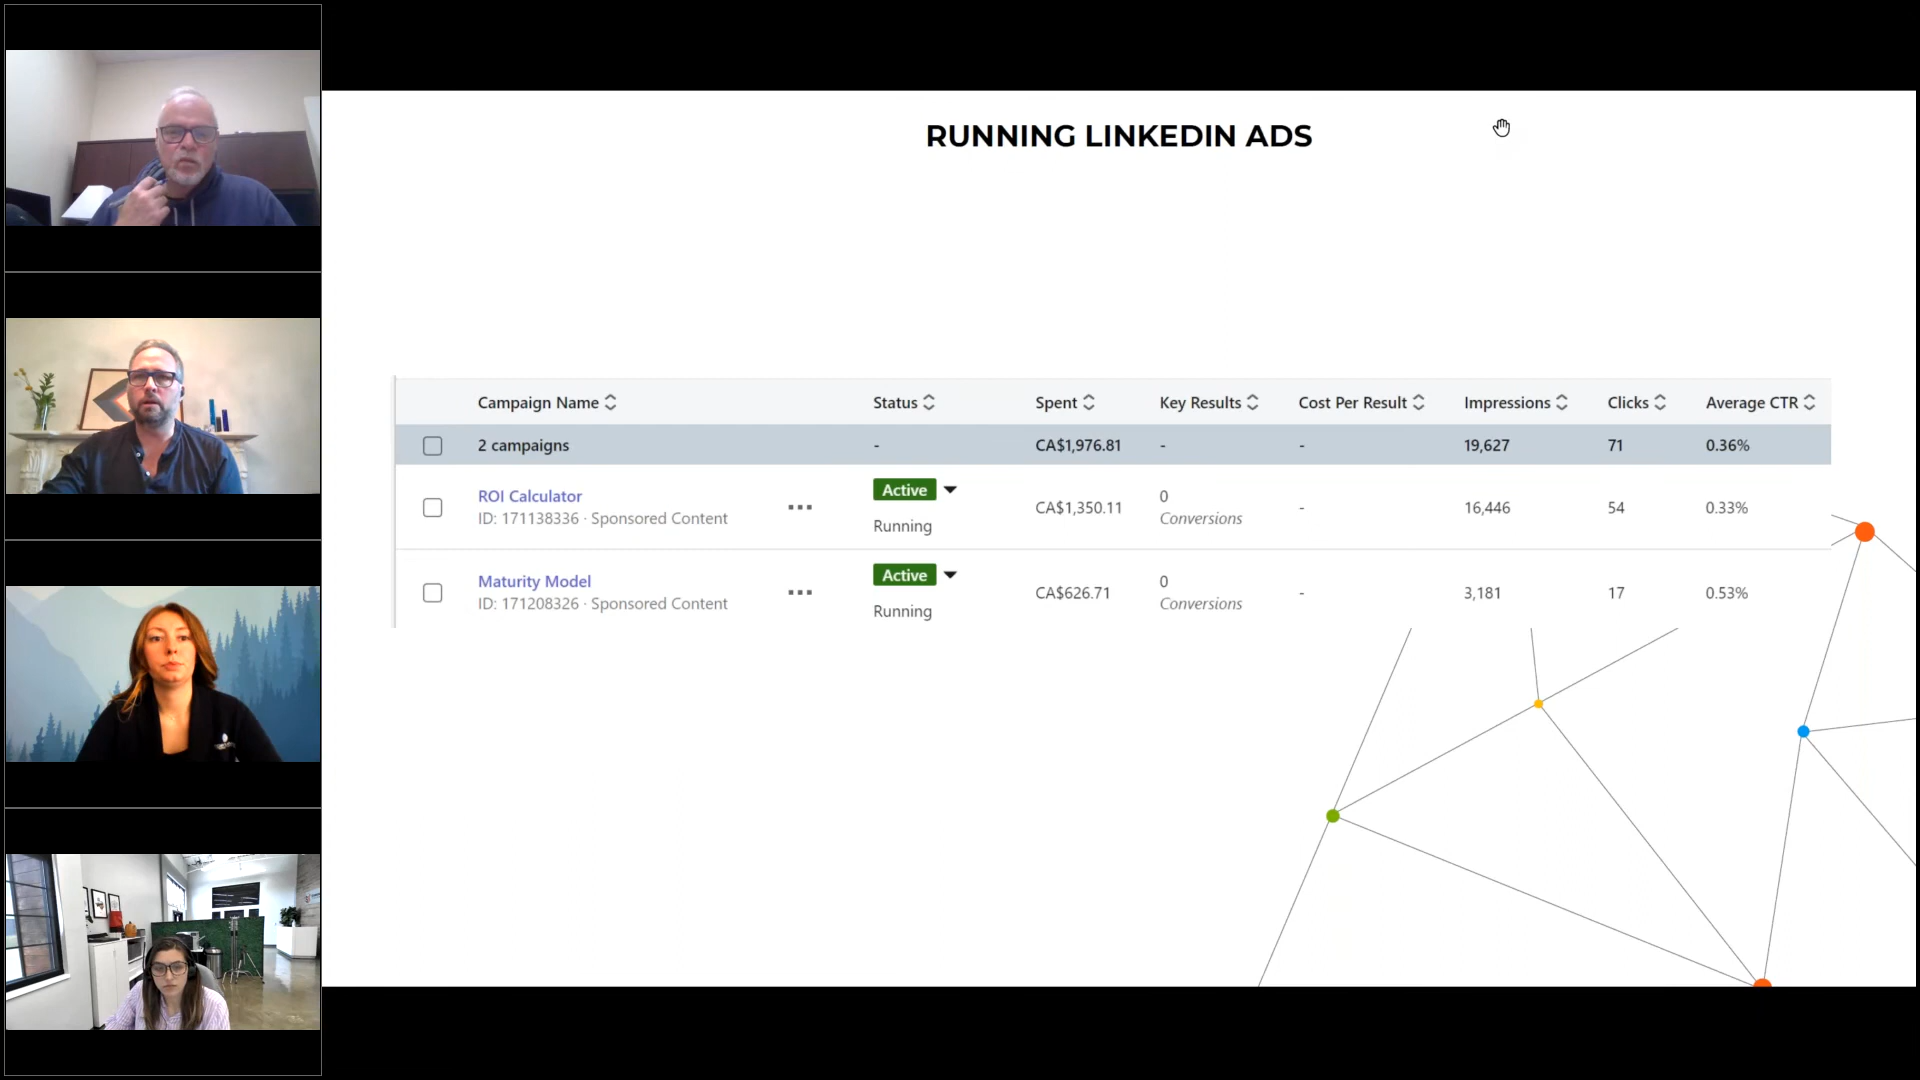 RUNNING LINKEDIN ADS
Campaign Name Status Spent Key Results Cost Per Result Impressions Clicks Average CTR
2 campaigns - CA$1,976.81 - - 19,627 71 0.36%
ROI Calculator
ID: 171138336 · Sponsored Content
Active
Running
CA$1,350.11
0
Conversions
-
16,446
54
0.33%
Maturity Model
ID: 171208326 · Sponsored Content
Active
Running
CA$626.71
0
Conversions
-
3,181
17
0.53%